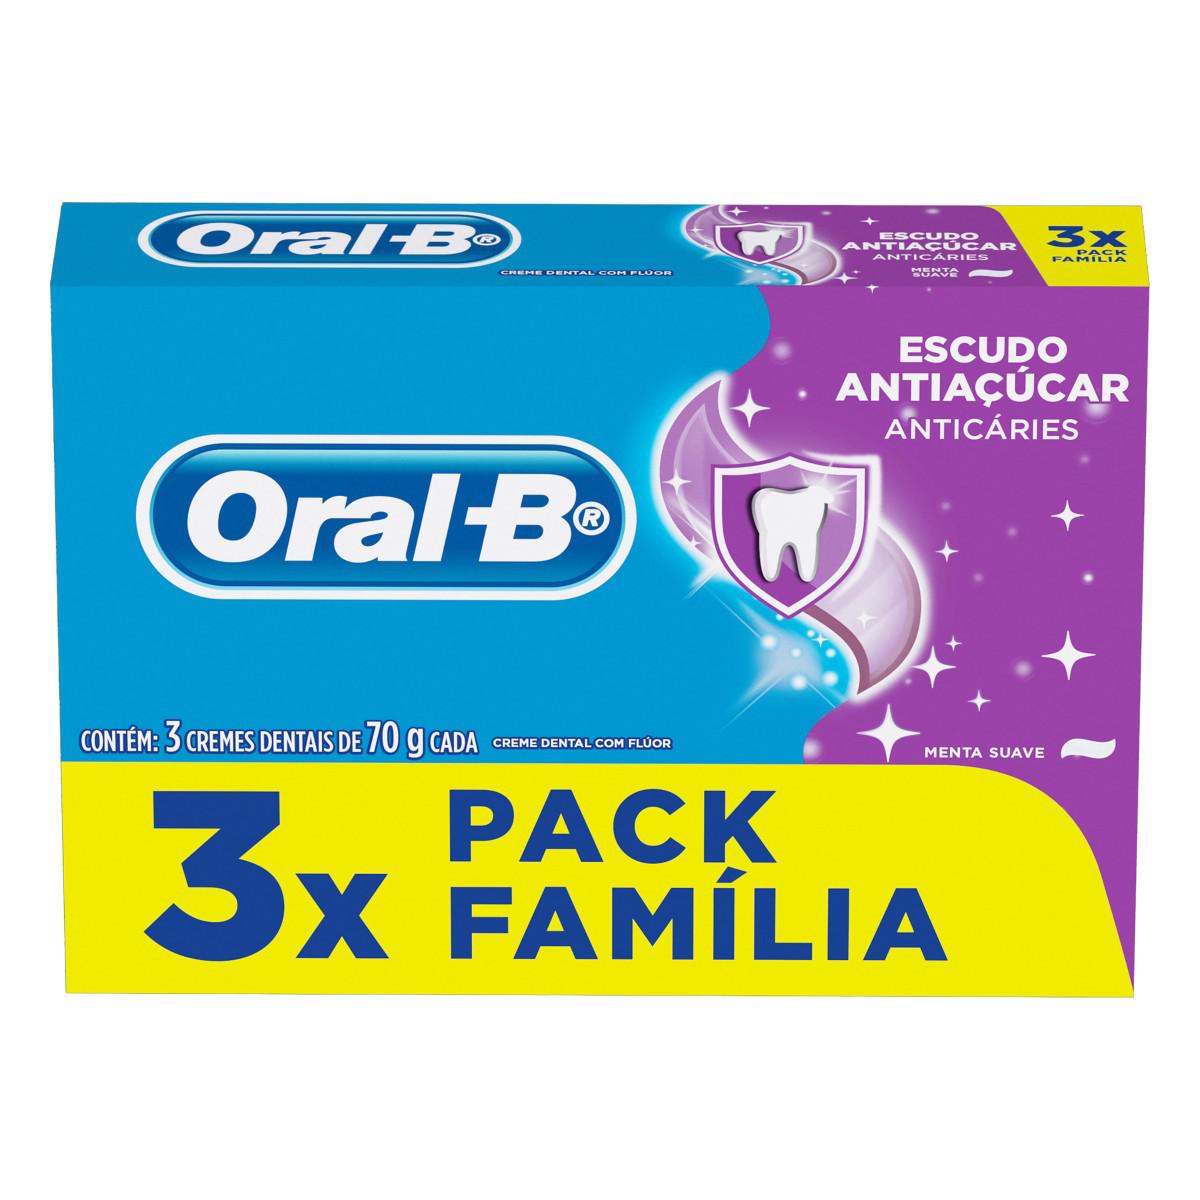 Oral-B®
CREME DENTAL COM FLÚOR
ESCUDO
ANTIAÇÚCAR
ANTICÁRIES
MENTA
SUAVE
3x
PACK
FAMÍLIA
ESCUDO
ANTIAÇÚCAR
ANTICÁRIES
Oral-B®
CONTÉM: 3 CREMES DENTAIS DE 70 g CADA
CREME DENTAL COM FLÚOR
MENTA SUAVE
3x
PACK
FAMÍLIA